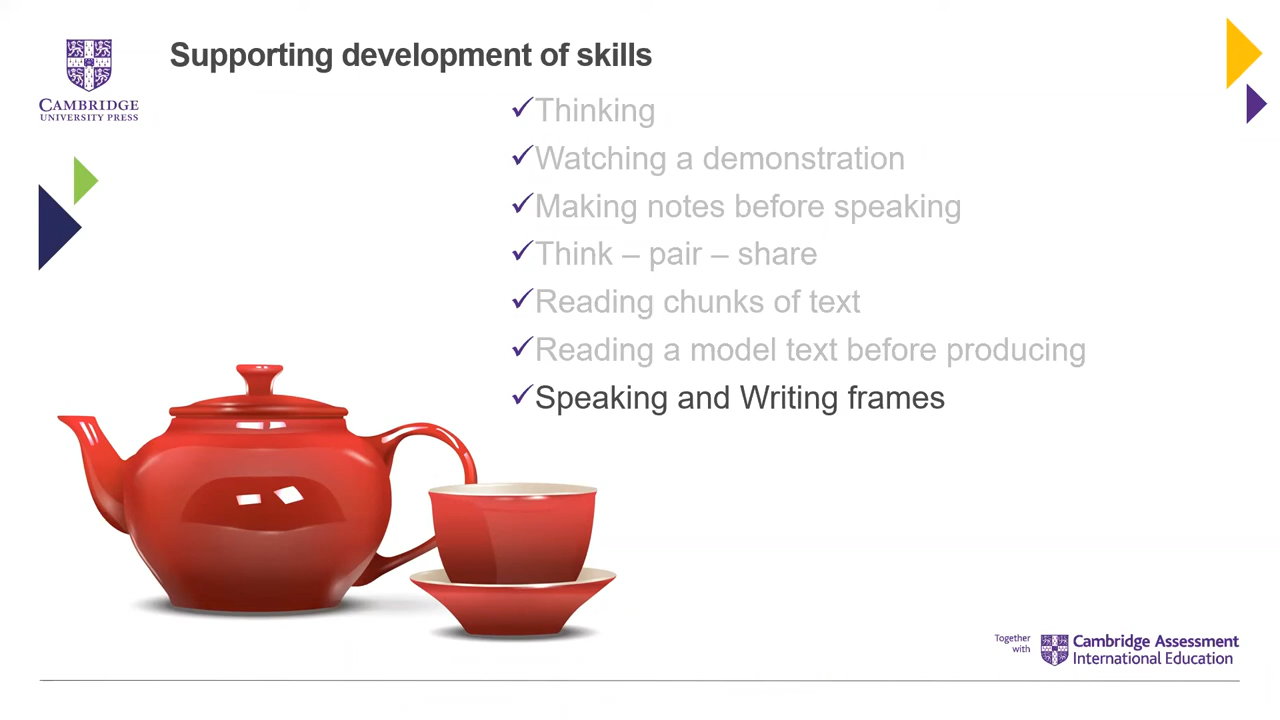 Supporting development of skills
CAMBRIDGE
UNIVERSITY PRESS
✓Thinking
✓Watching a demonstration
✓Making notes before speaking
✓Think – pair – share
✓Reading chunks of text
✓Reading a model text before producing
✓Speaking and Writing frames
Together
with
Cambridge Assessment
International Education